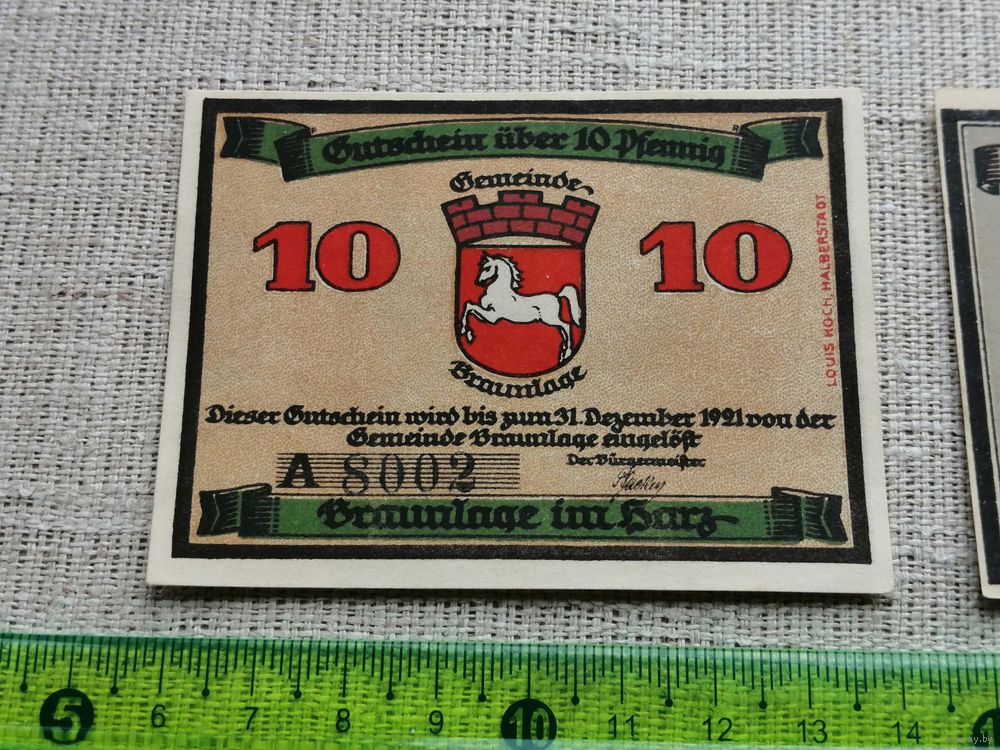 Gutschein über 10 Pfennig
Gemeinde
10 10
Braunlage
LOUIS KOCH, HALBERSTADT
Dieser Gutschein wird bis zum 31. Dezember 1921 von der
Gemeinde Braunlage eingelöst
Der Bürgermeister
A 8002
Braunlage im Harz
5 6 7 8 9 10 11 12 13 14